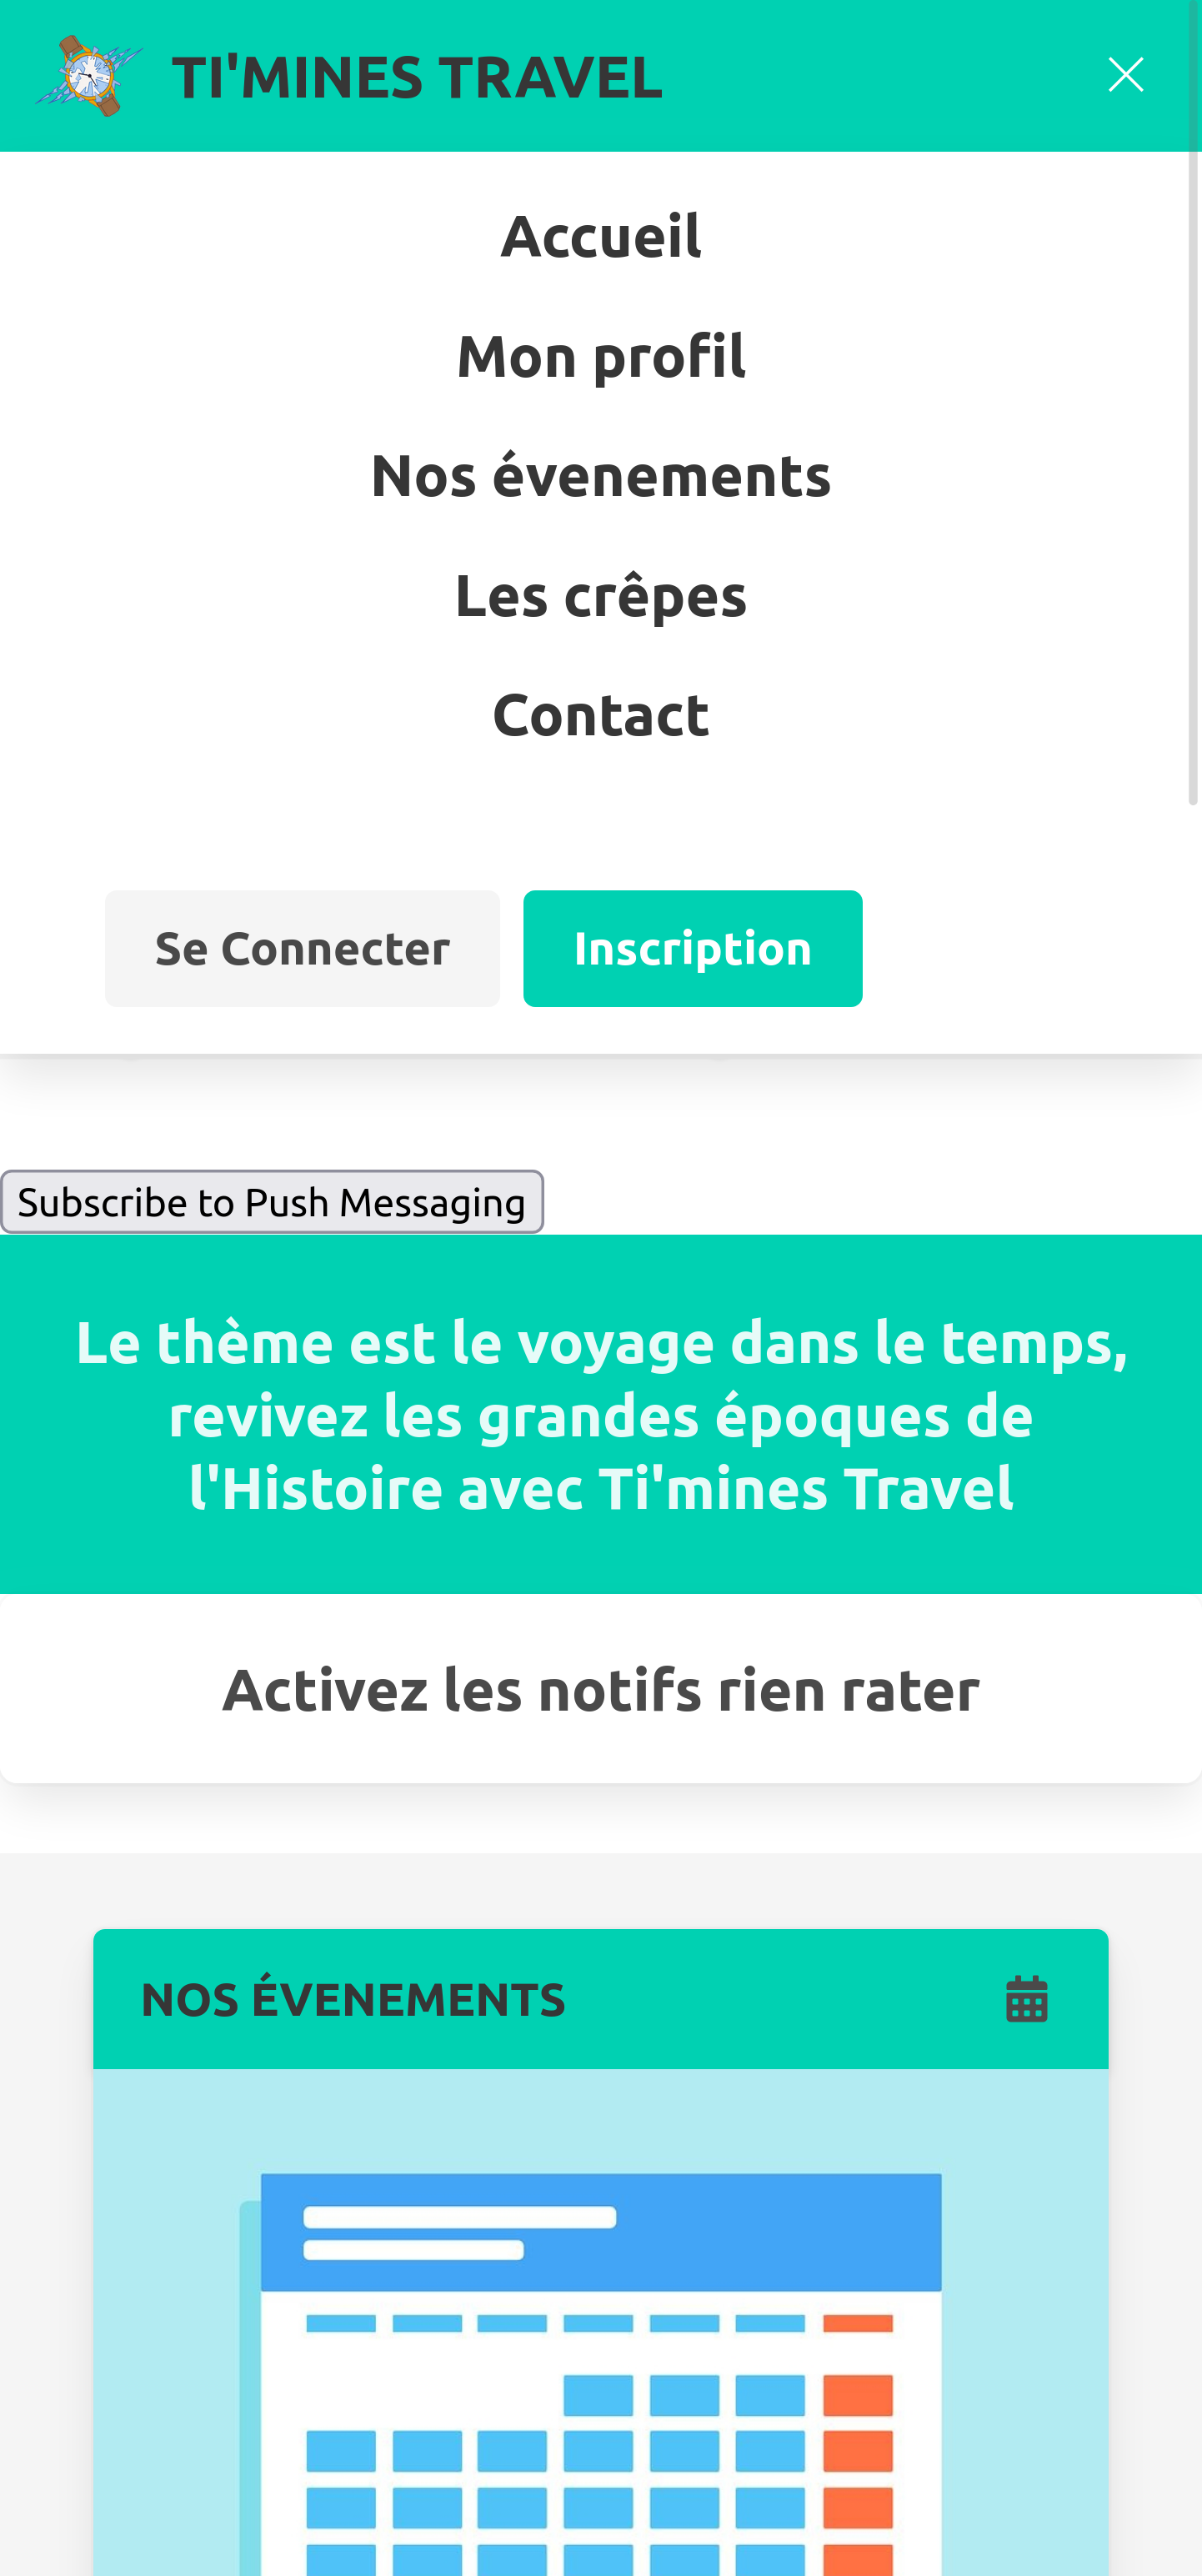 TI'MINES TRAVEL
Accueil
Mon profil
Nos évenements
Les crêpes
Contact
Se Connecter
Inscription
Subscribe to Push Messaging
Le thème est le voyage dans le temps,
revivez les grandes époques de
l'Histoire avec Ti'mines Travel
Activez les notifs rien rater
NOS ÉVENEMENTS